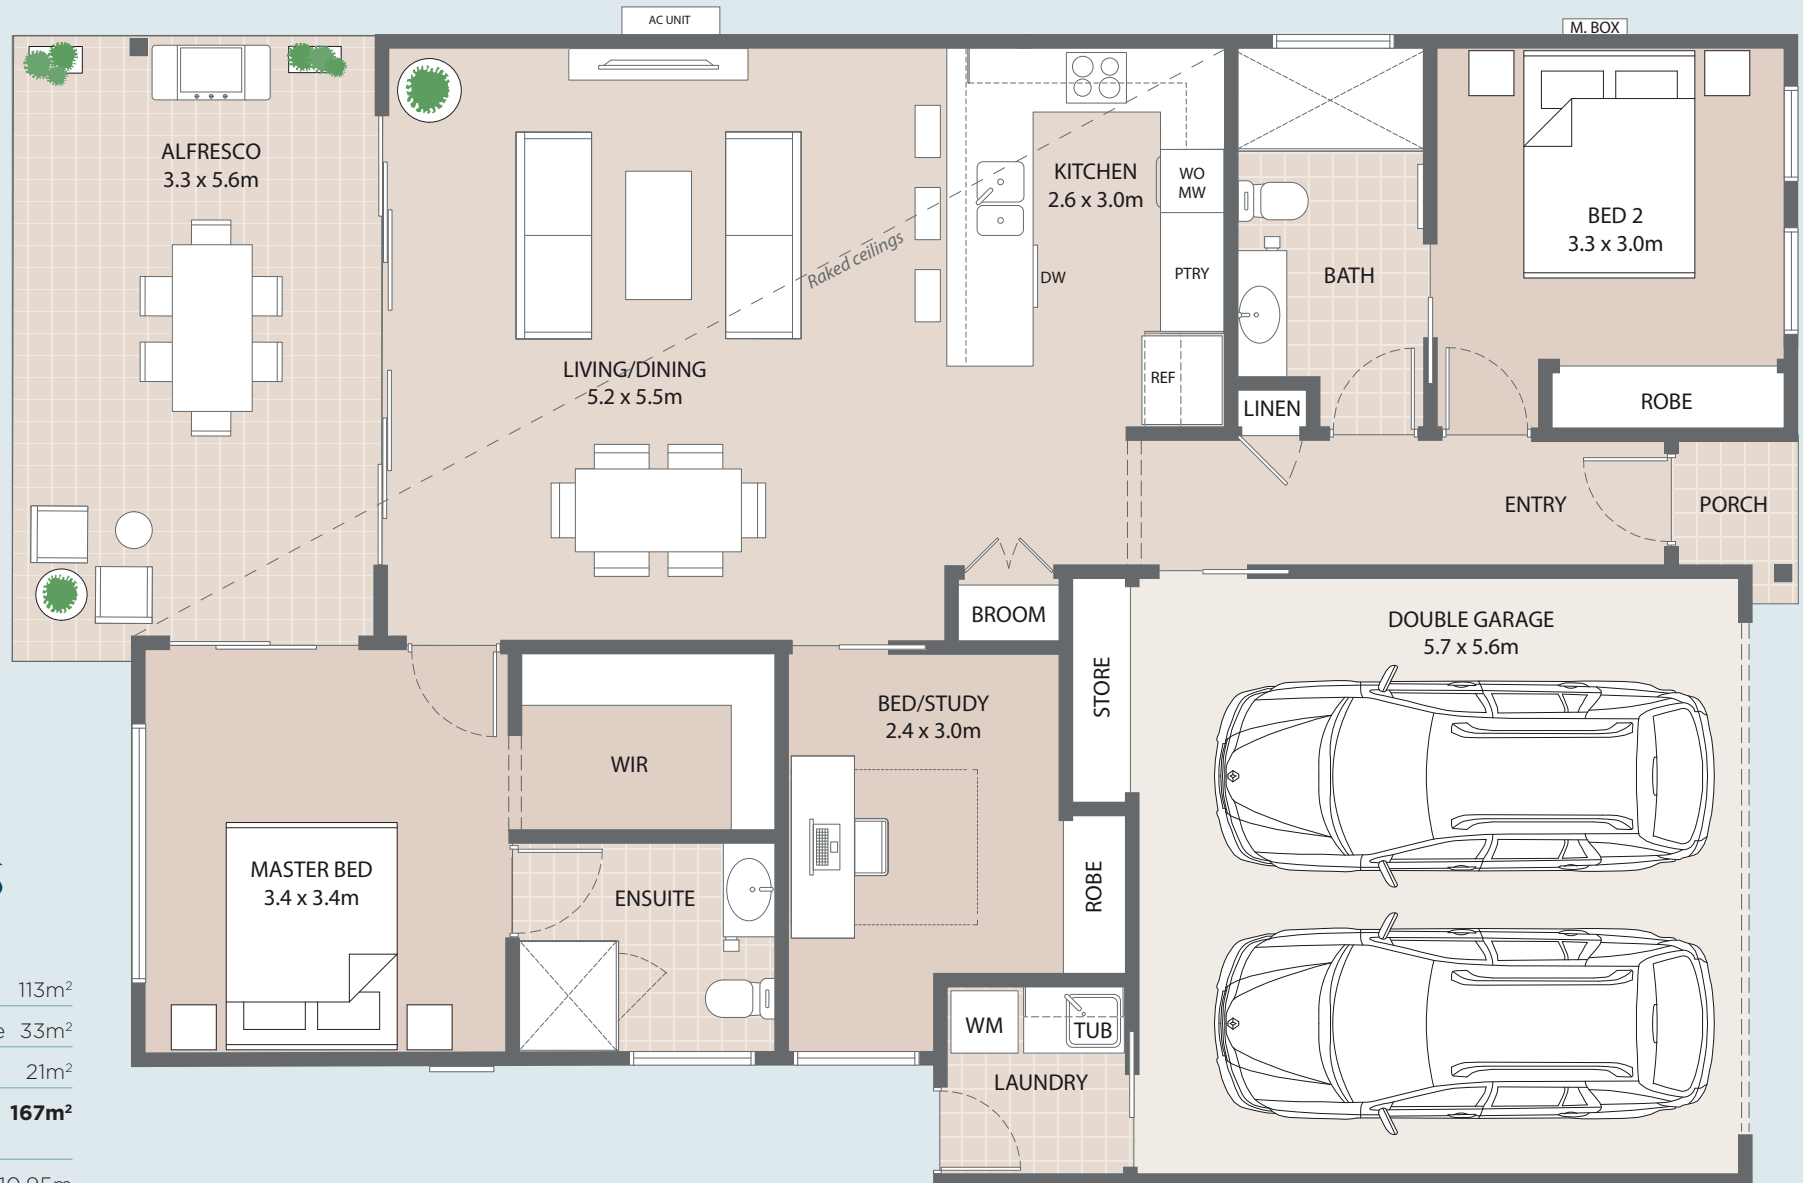 AC UNIT
M. BOX
ALFRESCO
3.3 x 5.6m
KITCHEN
2.6 x 3.0m
WO
MW
BED 2
3.3 x 3.0m
Raked ceilings
DW
PTRY
BATH
LIVING/DINING
5.2 x 5.5m
REF
LINEN
ROBE
ENTRY
PORCH
BROOM
DOUBLE GARAGE
5.7 x 5.6m
STORE
BED/STUDY
2.4 x 3.0m
WIR
MASTER BED
3.4 x 3.4m
ENSUITE
ROBE
113m²
33m²
21m²
167m²
WM
TUB
LAUNDRY